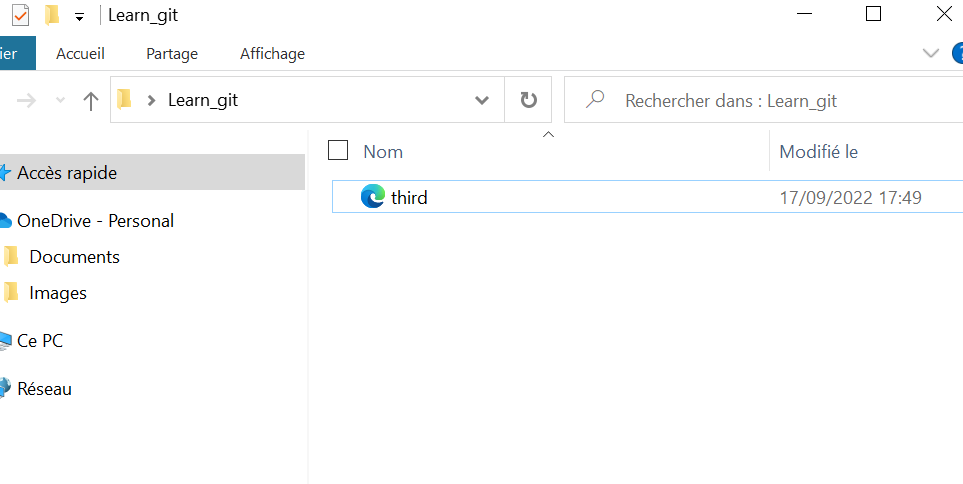 Learn_git
ier Accueil Partage Affichage ?
Learn_git
Rechercher dans : Learn_git
Nom Modifié le
Accès rapide
third 17/09/2022 17:49
OneDrive - Personal
Documents
Images
Ce PC
Réseau